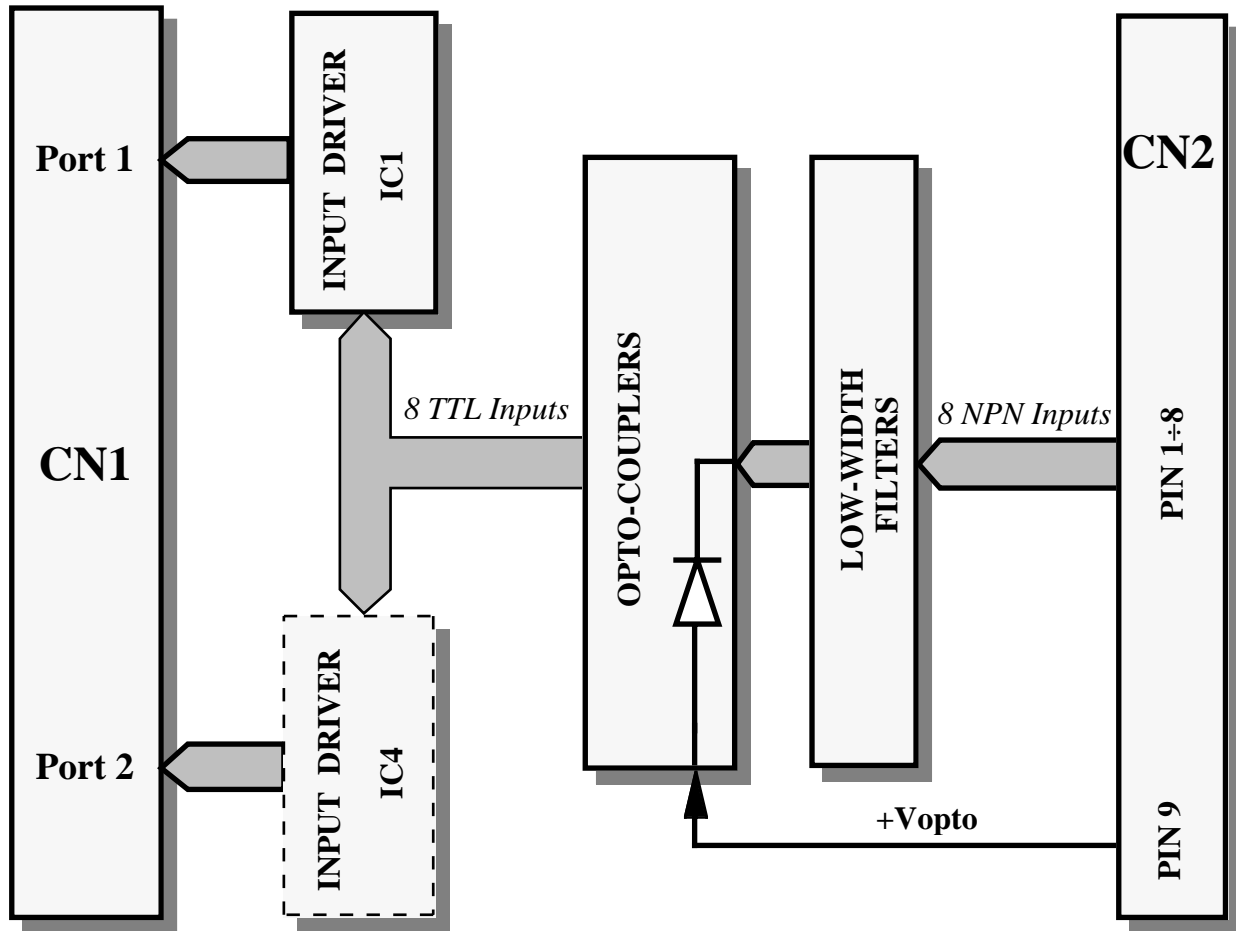 Port 1
CN1
Port 2
INPUT DRIVER
IC1
INPUT DRIVER
IC4
8 TTL Inputs
OPTO-COUPLERS
LOW-WIDTH
FILTERS
8 NPN Inputs
+Vopto
CN2
PIN 1÷8
PIN 9